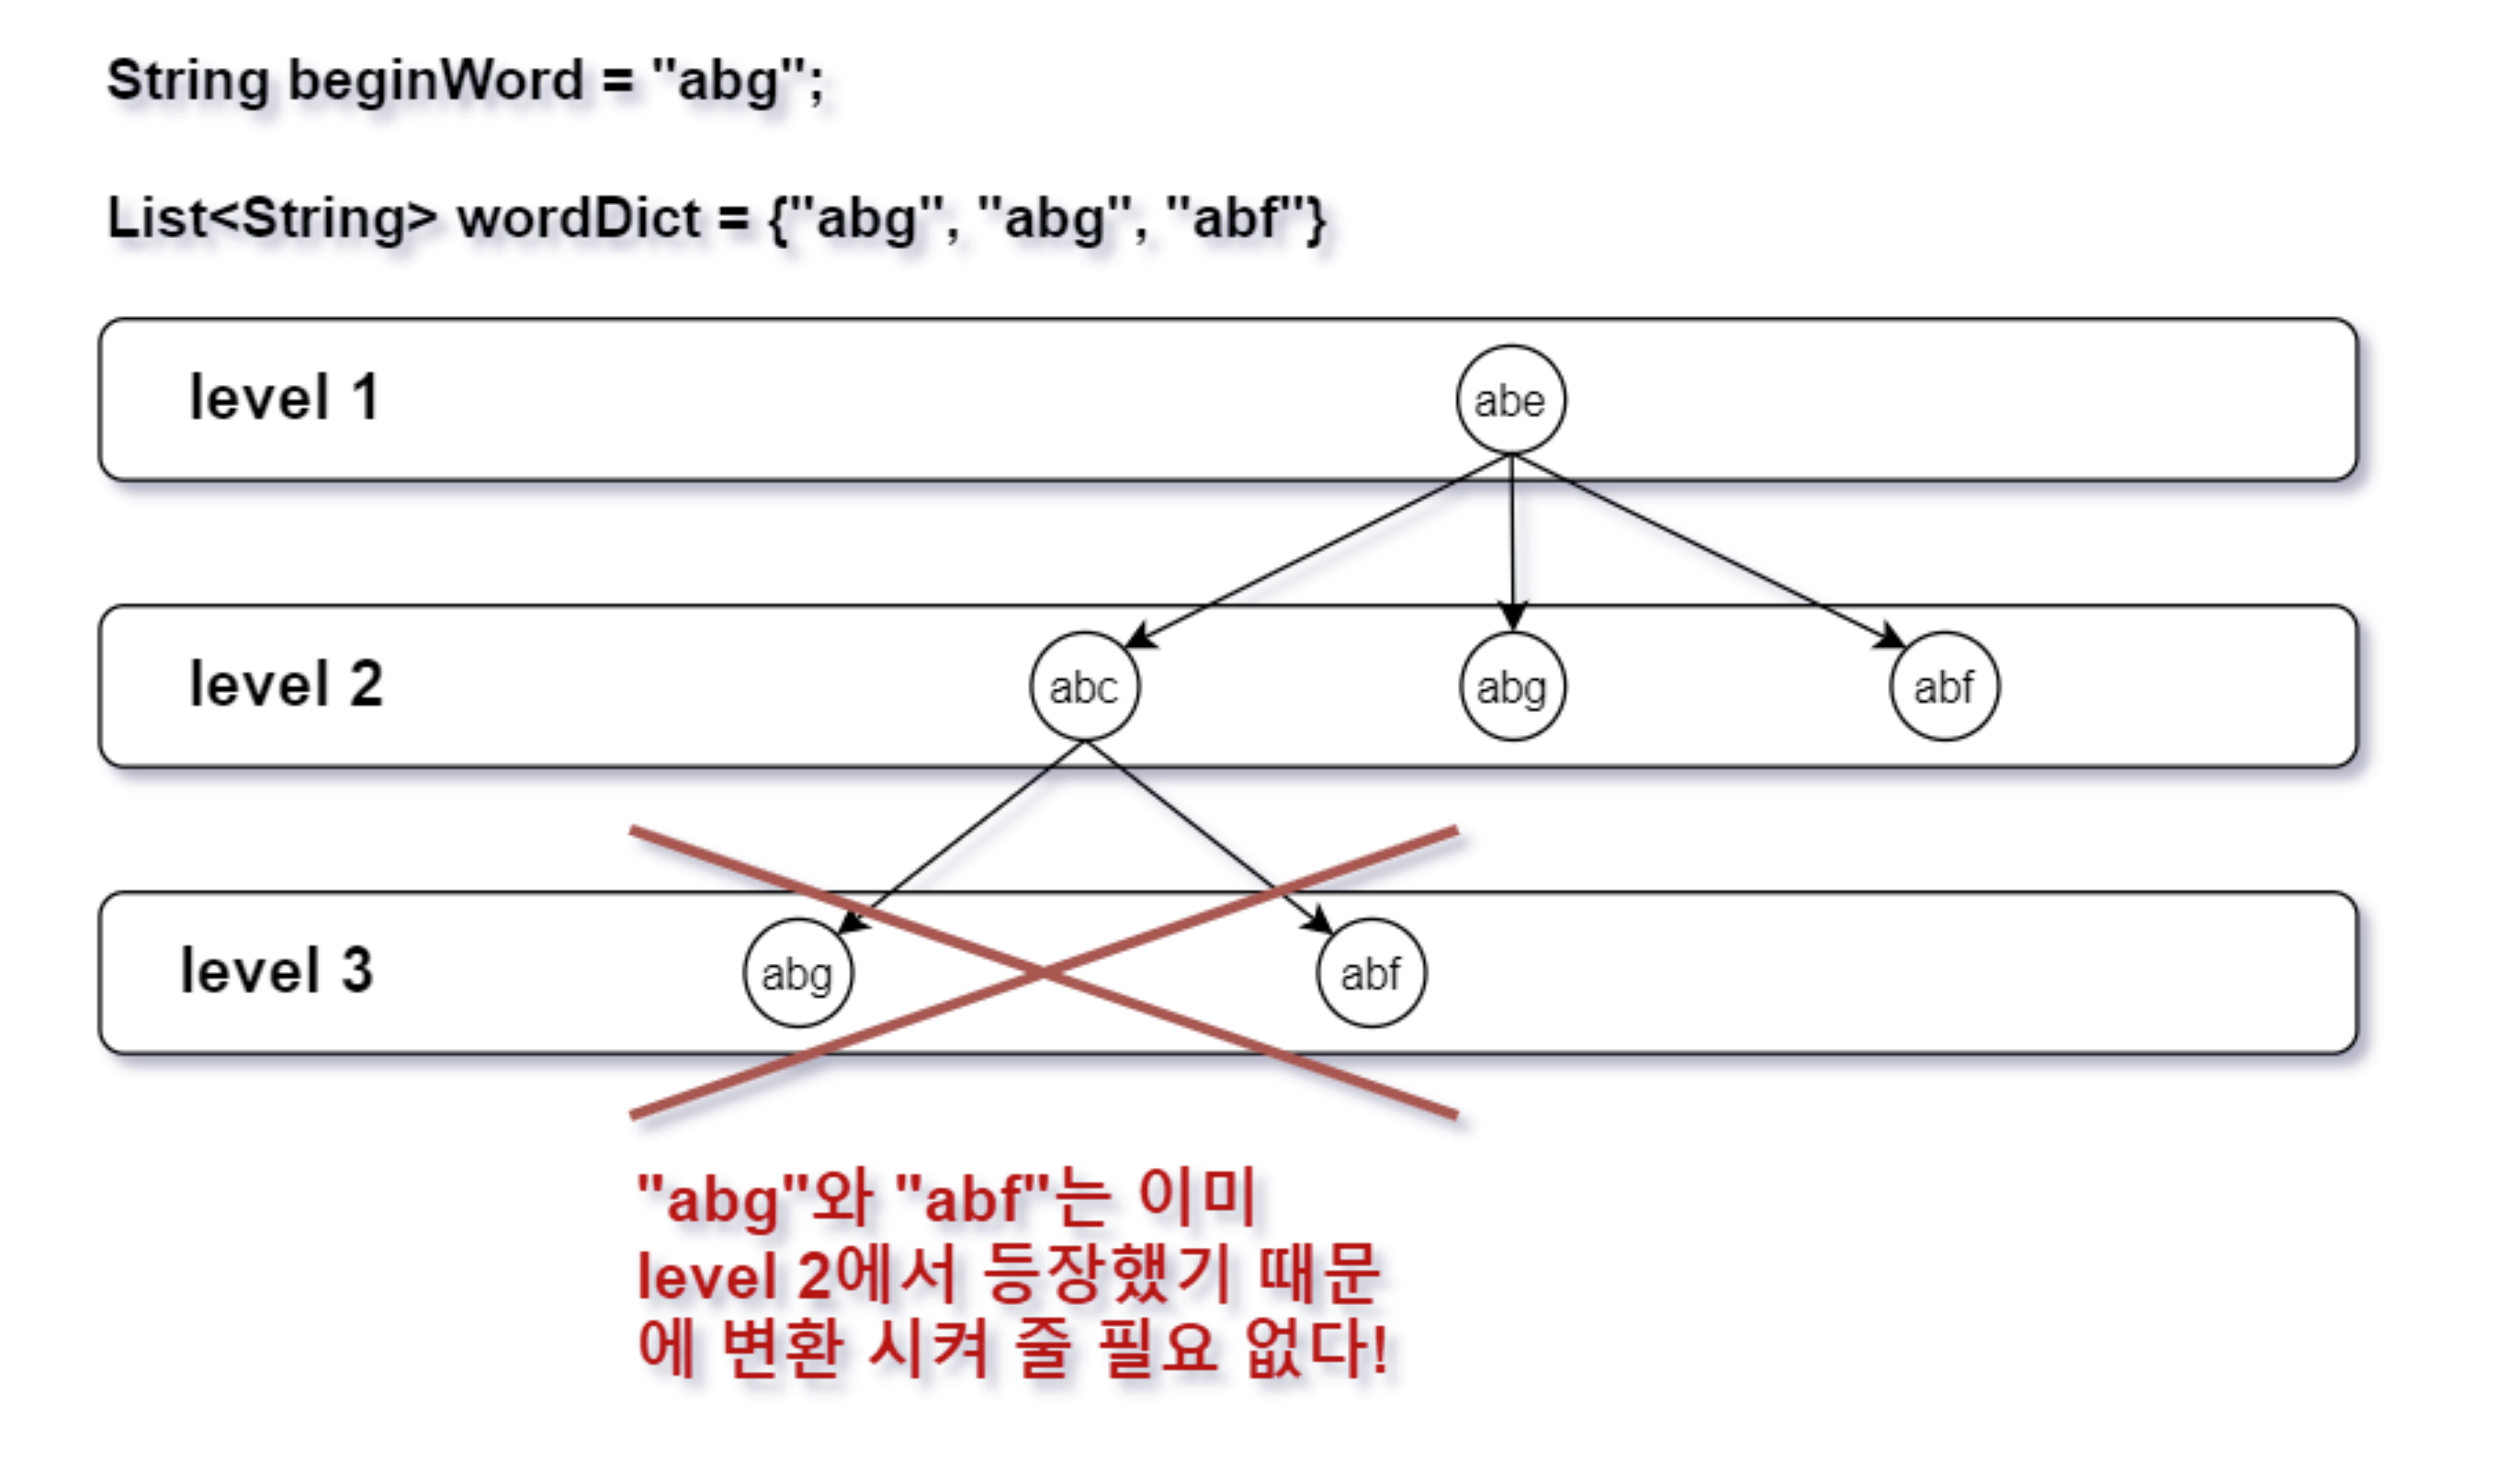 String beginWord = "abg";
List<String> wordDict = {"abg", "abg", "abf"}
level 1
abe
level 2
abc
abg
abf
level 3
abg
abf
"abg"와 "abf"는 이미
level 2에서 등장했기 때문
에 변환 시켜 줄 필요 없다!